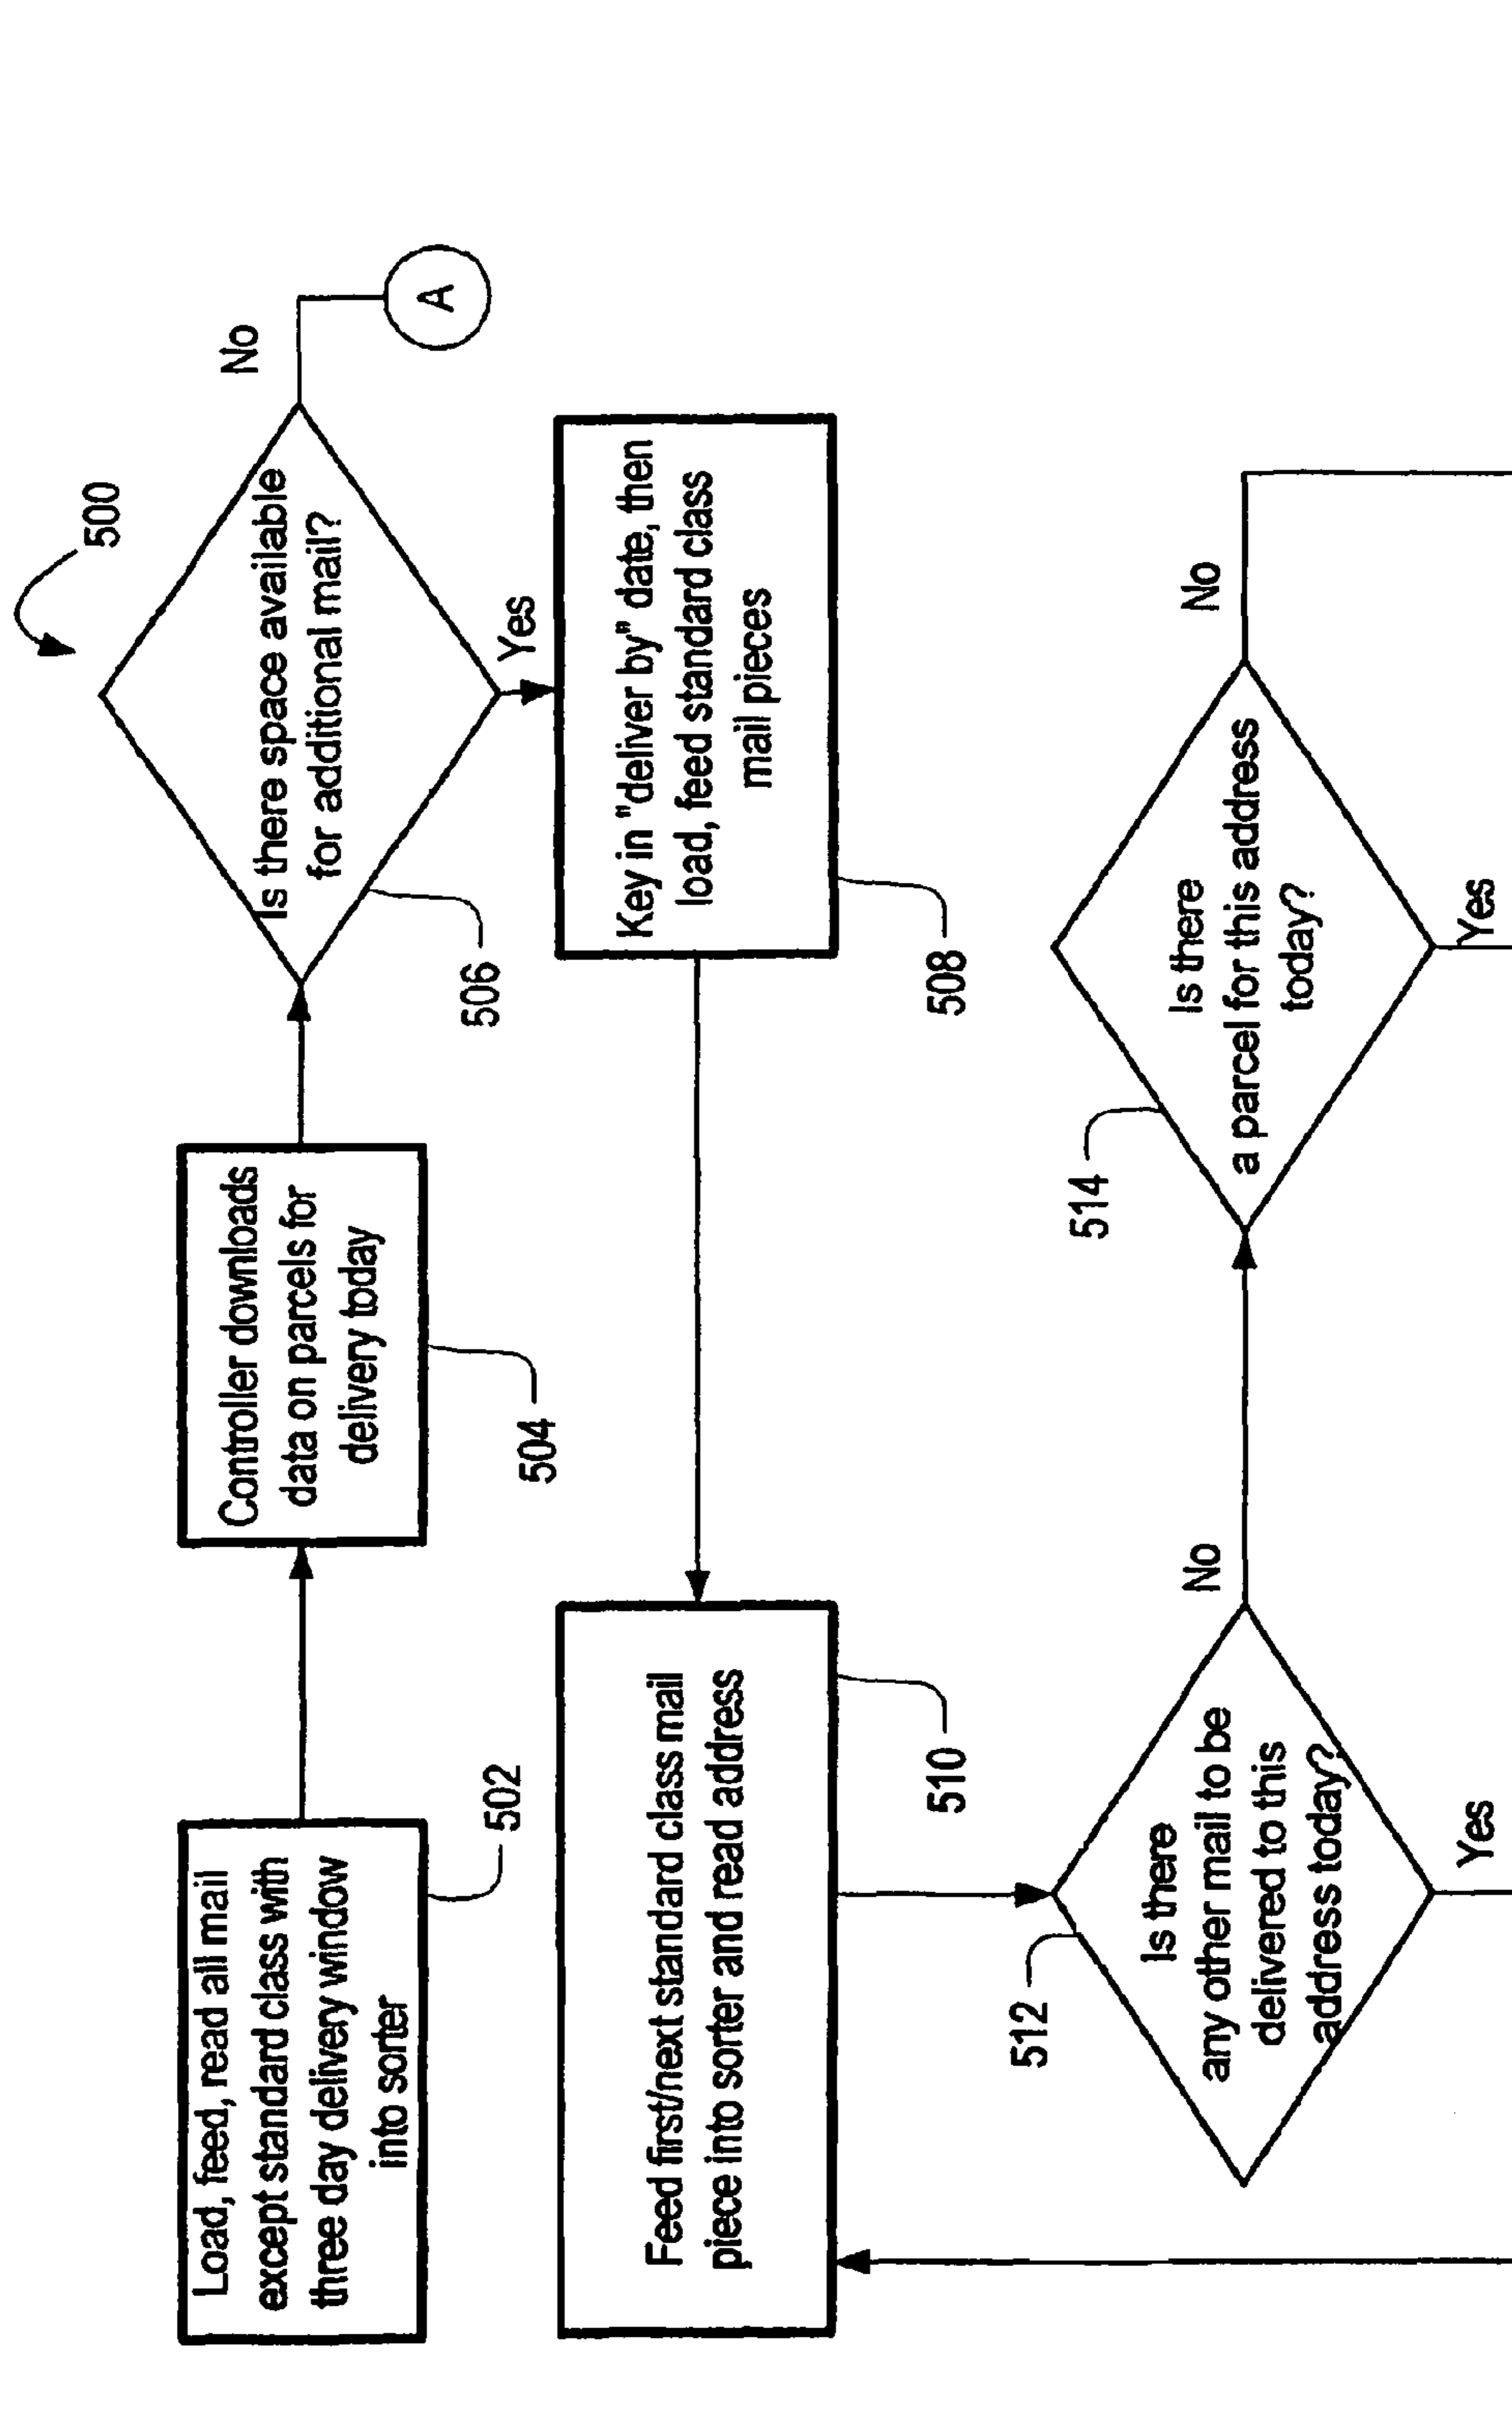 500
Load, feed, read all mail
except standard class with
three day delivery window
into sorter
502
Controller downloads
data on parcels for
delivery today
504
Is there space available
for additional mail?
506
No
A
Yes
Key in "deliver by" date, then
load, feed standard class
mail pieces
508
Feed first/next standard class mail
piece into sorter and read address
510
Is there
any other mail to be
delivered to this
address today?
512
No
Yes
Is there
a parcel for this address
today?
514
No
Yes